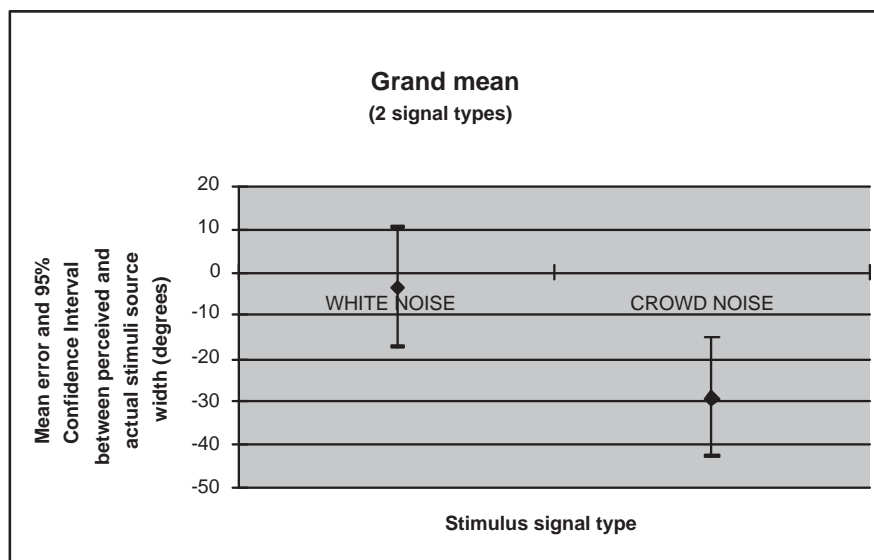 Grand mean
(2 signal types)
Mean error and 95%
Confidence Interval
between perceived and
actual stimuli source
width (degrees)
20
10
0
-10
-20
-30
-40
-50
WHITE NOISE
CROWD NOISE
Stimulus signal type